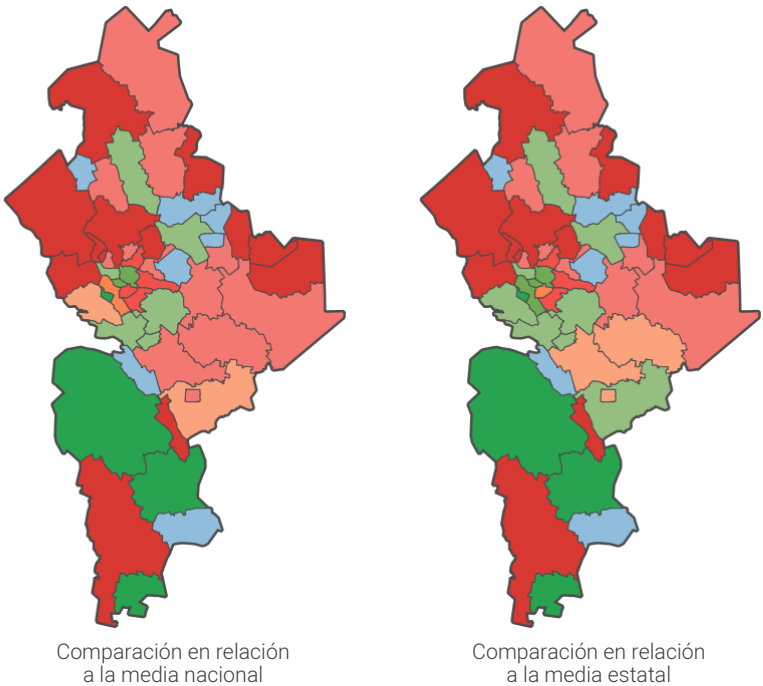 Comparación en relación
a la media nacional
Comparación en relación
a la media estatal